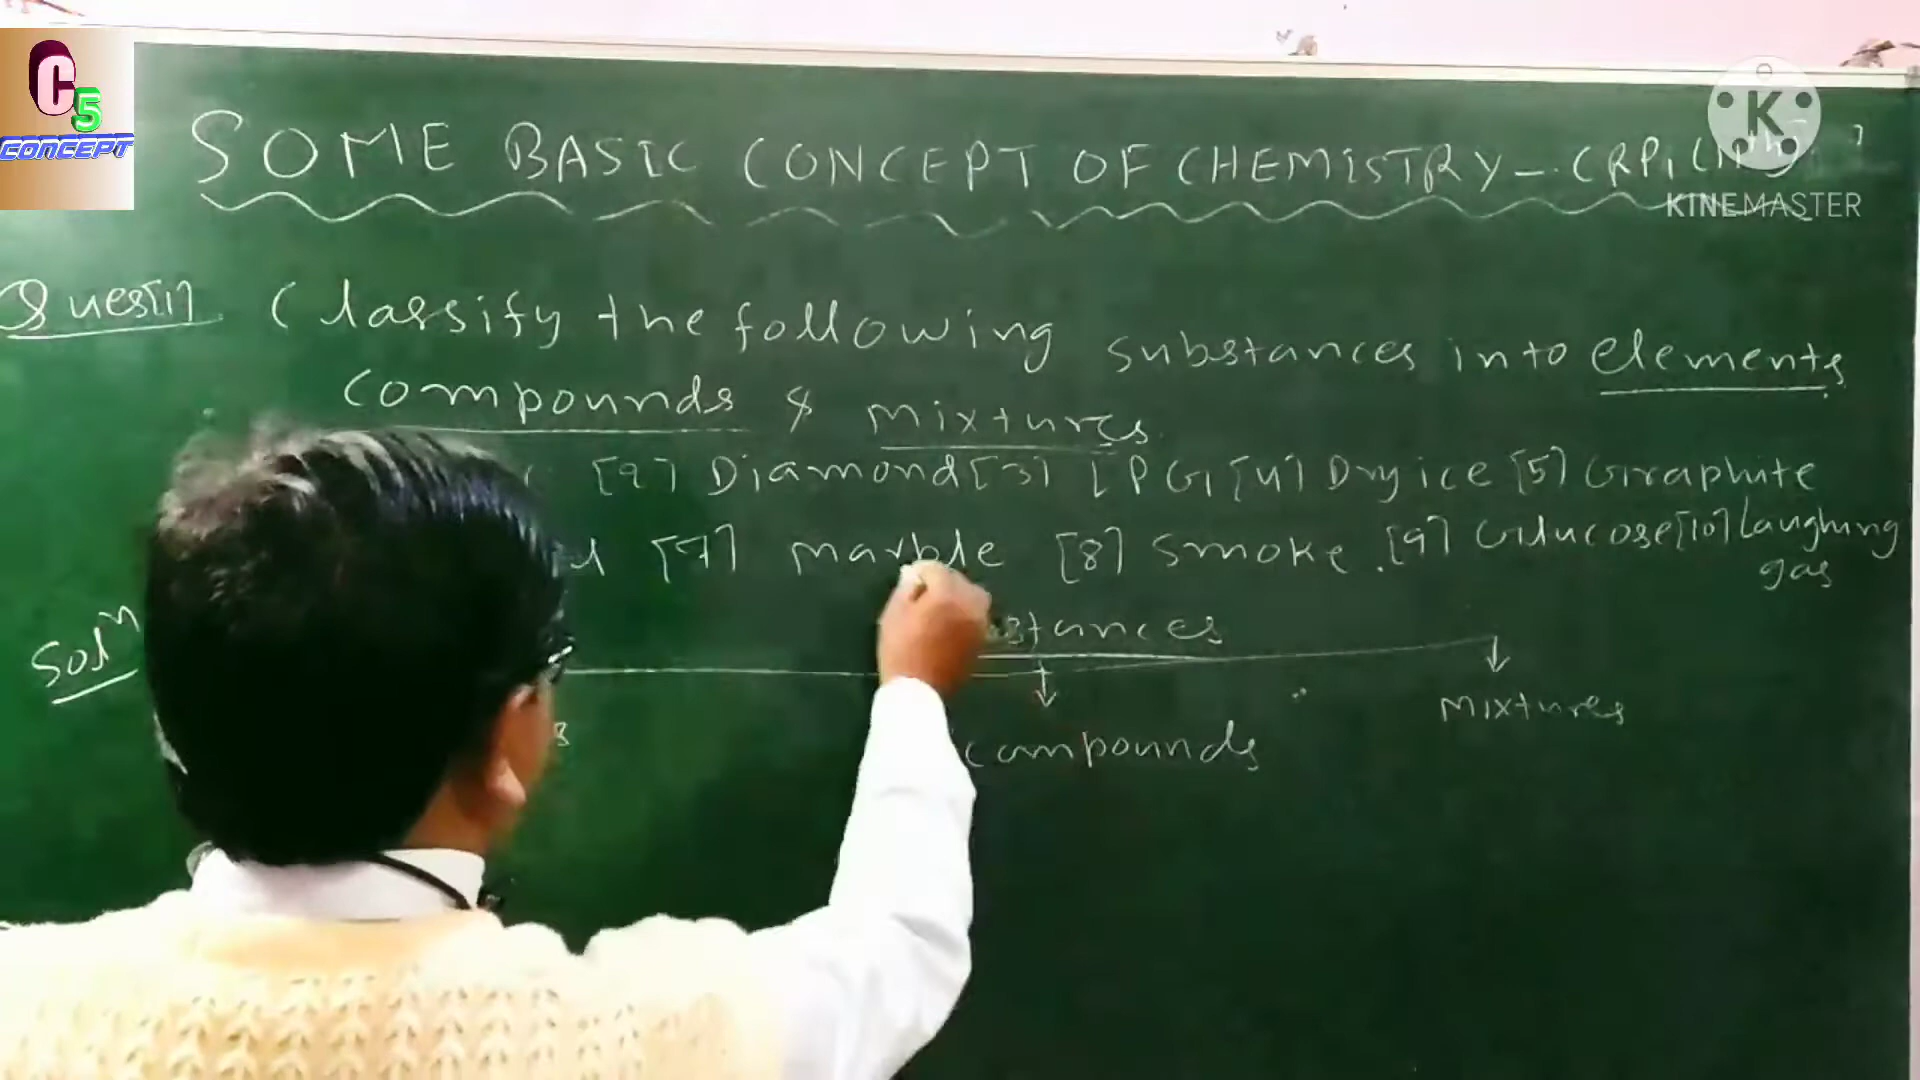 C5
CONCEPT
SOME BASIC CONCEPT OF CHEMISTRY -
K
KINEMASTER
Ques[1] Classify the following substances into elements
compounds & mixtures.
[2] Diamond [3] LPG, [4] Dry ice [5] Graphite
[7] marble [8] Smoke. [9] Glucose [10] Laughing
gas
Solⁿ
stances
compounds
Mixtures